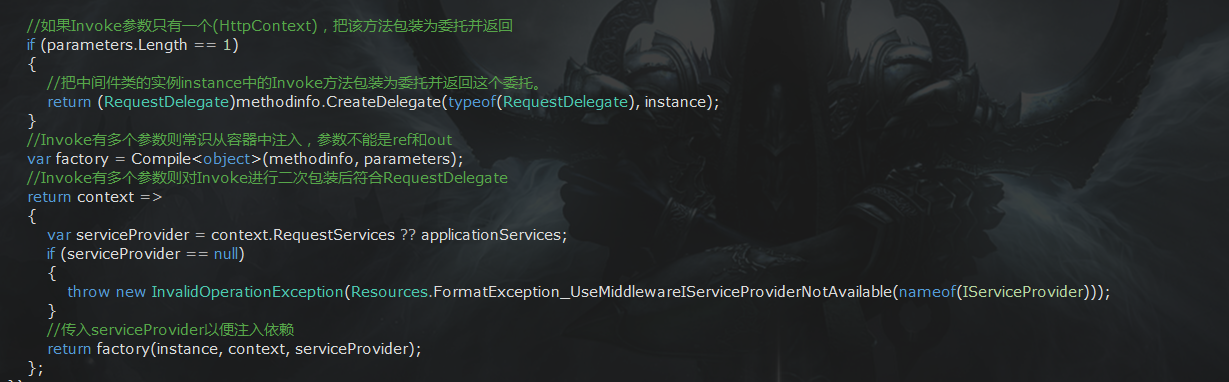 //如果Invoke参数只有一个(HttpContext)，把该方法包装为委托并返回
if (parameters.Length == 1)
{
//把中间件类的实例instance中的Invoke方法包装为委托并返回这个委托。
return (RequestDelegate)methodinfo.CreateDelegate(typeof(RequestDelegate), instance);
}
//Invoke有多个参数则常识从容器中注入，参数不能是ref和out
var factory = Compile<object>(methodinfo, parameters);
//Invoke有多个参数则对Invoke进行二次包装后符合RequestDelegate
return context =>
{
var serviceProvider = context.RequestServices ?? applicationServices;
if (serviceProvider == null)
{
throw new InvalidOperationException(Resources.FormatException_UseMiddlewareIServiceProviderNotAvailable(nameof(IServiceProvider)));
}
//传入serviceProvider以便注入依赖
return factory(instance, context, serviceProvider);
};